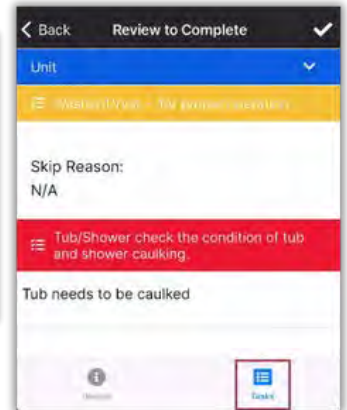 Back Review to Complete
Unit
Skip Reason:
N/A
Tub/Shower check the condition of tub
and shower caulking.
Tub needs to be caulked
Tasks